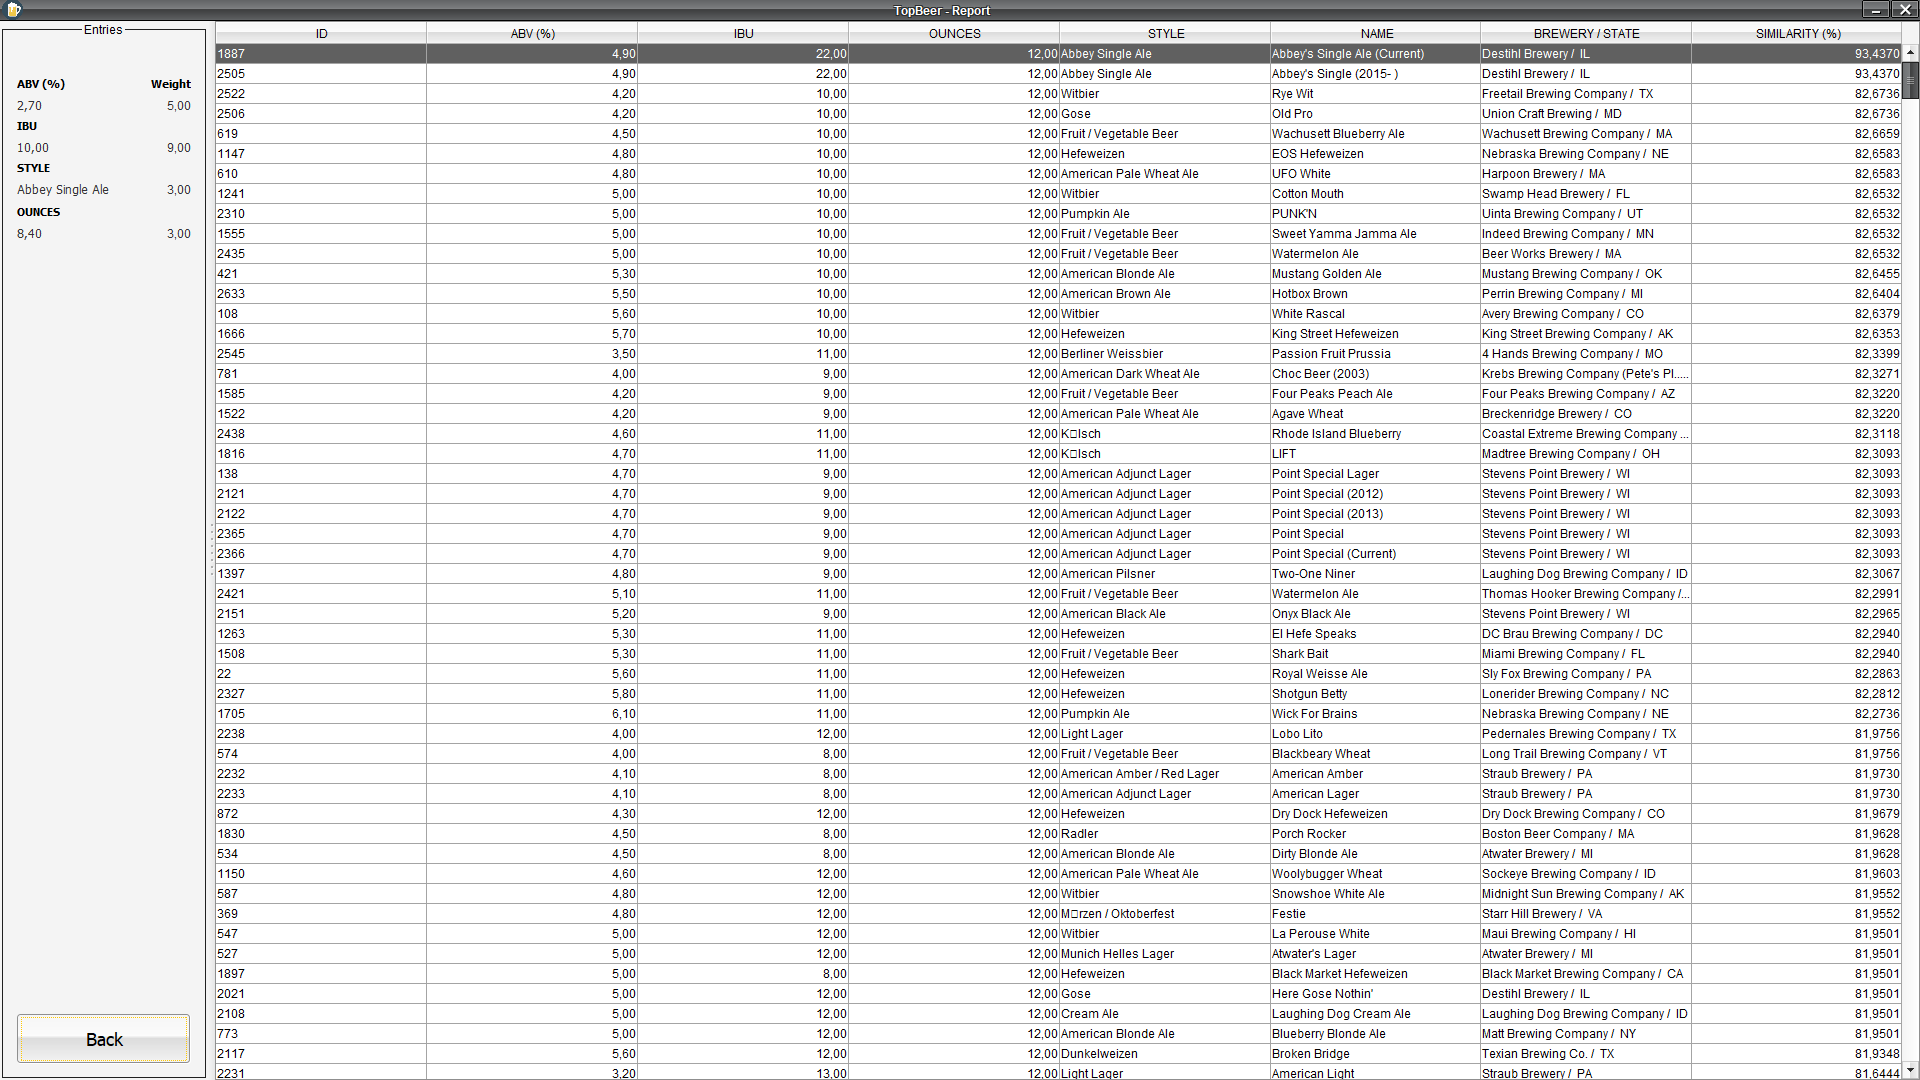 TopBeer - Report
Entries
ABV (%) Weight
2,70 5,00
IBU
10,00 9,00
STYLE
Abbey Single Ale 3,00
OUNCES
8,40 3,00
Back
ID ABV (%) IBU OUNCES STYLE NAME BREWERY / STATE SIMILARITY (%)
1887 4,90 22,00 12,00 Abbey Single Ale Abbey's Single Ale (Current) Destihl Brewery / IL 93,4370
2505 4,90 22,00 12,00 Abbey Single Ale Abbey's Single (2015- ) Destihl Brewery / IL 93,4370
2522 4,20 10,00 12,00 Witbier Rye Wit Freetail Brewing Company / TX 82,6736
2506 4,20 10,00 12,00 Gose Old Pro Union Craft Brewing / MD 82,6736
619 4,50 10,00 12,00 Fruit / Vegetable Beer Wachusett Blueberry Ale Wachusett Brewing Company / MA 82,6659
1147 4,80 10,00 12,00 Hefeweizen EOS Hefeweizen Nebraska Brewing Company / NE 82,6583
610 4,80 10,00 12,00 American Pale Wheat Ale UFO White Harpoon Brewery / MA 82,6583
1241 5,00 10,00 12,00 Witbier Cotton Mouth Swamp Head Brewery / FL 82,6532
2310 5,00 10,00 12,00 Pumpkin Ale PUNK'N Uinta Brewing Company / UT 82,6532
1555 5,00 10,00 12,00 Fruit / Vegetable Beer Sweet Yamma Jamma Ale Indeed Brewing Company / MN 82,6532
2435 5,00 10,00 12,00 Fruit / Vegetable Beer Watermelon Ale Beer Works Brewery / MA 82,6532
421 5,30 10,00 12,00 American Blonde Ale Mustang Golden Ale Mustang Brewing Company / OK 82,6455
2633 5,50 10,00 12,00 American Brown Ale Hotbox Brown Perrin Brewing Company / MI 82,6404
108 5,60 10,00 12,00 Witbier White Rascal Avery Brewing Company / CO 82,6379
1666 5,70 10,00 12,00 Hefeweizen King Street Hefeweizen King Street Brewing Company / AK 82,6353
2545 3,50 11,00 12,00 Berliner Weissbier Passion Fruit Prussia 4 Hands Brewing Company / MO 82,3399
781 4,00 9,00 12,00 American Dark Wheat Ale Choc Beer (2003) Krebs Brewing Company (Pete's Pl..... 82,3271
1585 4,20 9,00 12,00 Fruit / Vegetable Beer Four Peaks Peach Ale Four Peaks Brewing Company / AZ 82,3220
1522 4,20 9,00 12,00 American Pale Wheat Ale Agave Wheat Breckenridge Brewery / CO 82,3220
2438 4,60 11,00 12,00 K□lsch Rhode Island Blueberry Coastal Extreme Brewing Company ... 82,3118
1816 4,70 11,00 12,00 K□lsch LIFT Madtree Brewing Company / OH 82,3093
138 4,70 9,00 12,00 American Adjunct Lager Point Special Lager Stevens Point Brewery / WI 82,3093
2121 4,70 9,00 12,00 American Adjunct Lager Point Special (2012) Stevens Point Brewery / WI 82,3093
2122 4,70 9,00 12,00 American Adjunct Lager Point Special (2013) Stevens Point Brewery / WI 82,3093
2365 4,70 9,00 12,00 American Adjunct Lager Point Special Stevens Point Brewery / WI 82,3093
2366 4,70 9,00 12,00 American Adjunct Lager Point Special (Current) Stevens Point Brewery / WI 82,3093
1397 4,80 9,00 12,00 American Pilsner Two-One Niner Laughing Dog Brewing Company / ID 82,3067
2421 5,10 11,00 12,00 Fruit / Vegetable Beer Watermelon Ale Thomas Hooker Brewing Company /... 82,2991
2151 5,20 9,00 12,00 American Black Ale Onyx Black Ale Stevens Point Brewery / WI 82,2965
1263 5,30 11,00 12,00 Hefeweizen El Hefe Speaks DC Brau Brewing Company / DC 82,2940
1508 5,30 11,00 12,00 Fruit / Vegetable Beer Shark Bait Miami Brewing Company / FL 82,2940
22 5,60 11,00 12,00 Hefeweizen Royal Weisse Ale Sly Fox Brewing Company / PA 82,2863
2327 5,80 11,00 12,00 Hefeweizen Shotgun Betty Lonerider Brewing Company / NC 82,2812
1705 6,10 11,00 12,00 Pumpkin Ale Wick For Brains Nebraska Brewing Company / NE 82,2736
2238 4,00 12,00 12,00 Light Lager Lobo Lito Pedernales Brewing Company / TX 81,9756
574 4,00 8,00 12,00 Fruit / Vegetable Beer Blackbeary Wheat Long Trail Brewing Company / VT 81,9756
2232 4,10 8,00 12,00 American Amber / Red Lager American Amber Straub Brewery / PA 81,9730
2233 4,10 8,00 12,00 American Adjunct Lager American Lager Straub Brewery / PA 81,9730
872 4,30 12,00 12,00 Hefeweizen Dry Dock Hefeweizen Dry Dock Brewing Company / CO 81,9679
1830 4,50 8,00 12,00 Radler Porch Rocker Boston Beer Company / MA 81,9628
534 4,50 8,00 12,00 American Blonde Ale Dirty Blonde Ale Atwater Brewery / MI 81,9628
1150 4,60 12,00 12,00 American Pale Wheat Ale Woolybugger Wheat Sockeye Brewing Company / ID 81,9603
587 4,80 12,00 12,00 Witbier Snowshoe White Ale Midnight Sun Brewing Company / AK 81,9552
369 4,80 12,00 12,00 M□rzen / Oktoberfest Festie Starr Hill Brewery / VA 81,9552
547 5,00 12,00 12,00 Witbier La Perouse White Maui Brewing Company / HI 81,9501
527 5,00 12,00 12,00 Munich Helles Lager Atwater's Lager Atwater Brewery / MI 81,9501
1897 5,00 8,00 12,00 Hefeweizen Black Market Hefeweizen Black Market Brewing Company / CA 81,9501
2021 5,00 12,00 12,00 Gose Here Gose Nothin' Destihl Brewery / IL 81,9501
2108 5,00 12,00 12,00 Cream Ale Laughing Dog Cream Ale Laughing Dog Brewing Company / ID 81,9501
773 5,00 12,00 12,00 American Blonde Ale Blueberry Blonde Ale Matt Brewing Company / NY 81,9501
2117 5,60 12,00 12,00 Dunkelweizen Broken Bridge Texian Brewing Co. / TX 81,9348
2231 3,20 13,00 12,00 Light Lager American Light Straub Brewery / PA 81,6444